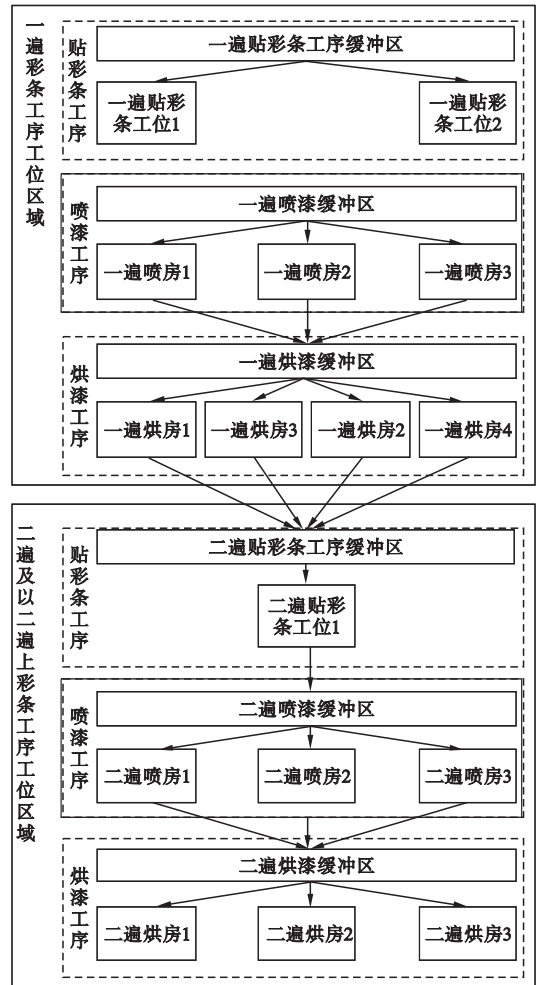 一遍彩条工序工位区域
贴彩条工序
一遍贴彩条工序缓冲区
一遍贴彩
条工位1
一遍贴彩
条工位2
喷漆工序
一遍喷漆缓冲区
一遍喷房1
一遍喷房2
一遍喷房3
烘漆工序
一遍烘漆缓冲区
一遍烘房1
一遍烘房3
一遍烘房2
一遍烘房4
二遍及以二遍上彩条工序工位区域
贴彩条工序
二遍贴彩条工序缓冲区
二遍贴彩
条工位1
喷漆工序
二遍喷漆缓冲区
二遍喷房1
二遍喷房2
二遍喷房3
烘漆工序
二遍烘漆缓冲区
二遍烘房1
二遍烘房2
二遍烘房3